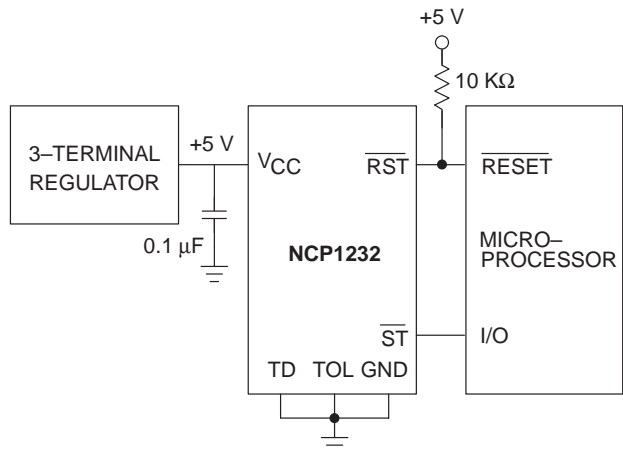 +5 V
10 KΩ
3–TERMINAL
REGULATOR
+5 V
0.1 μF
VCC
RST
NCP1232
ST
TD TOL GND
RESET
MICRO–
PROCESSOR
I/O